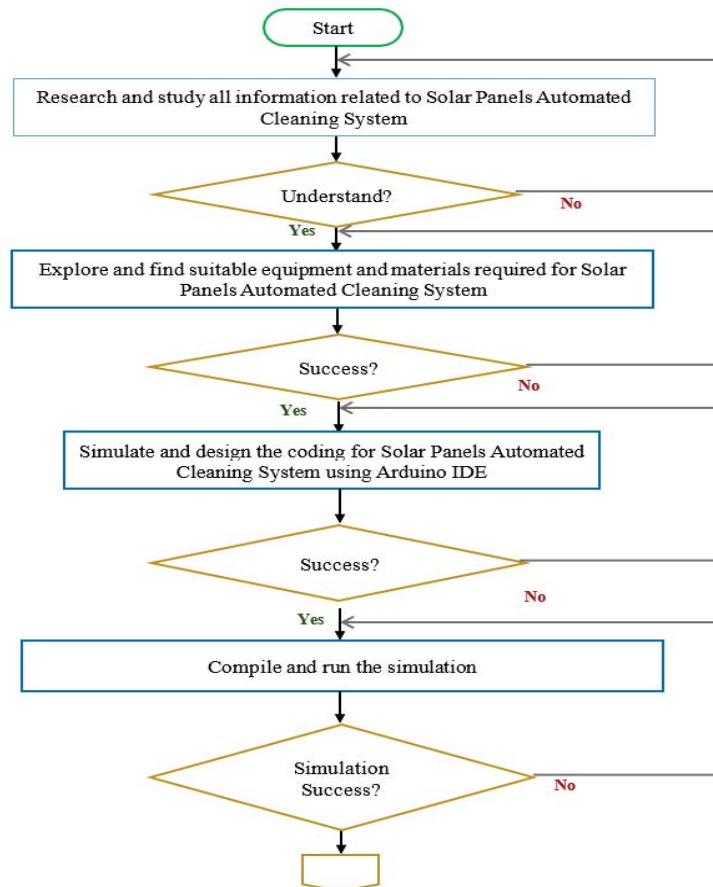 Start
Research and study all information related to Solar Panels Automated
Cleaning System
Understand?
No
Yes
Explore and find suitable equipment and materials required for Solar
Panels Automated Cleaning System
Success?
No
Yes
Simulate and design the coding for Solar Panels Automated
Cleaning System using Arduino IDE
Success?
No
Yes
Compile and run the simulation
Simulation
Success?
No